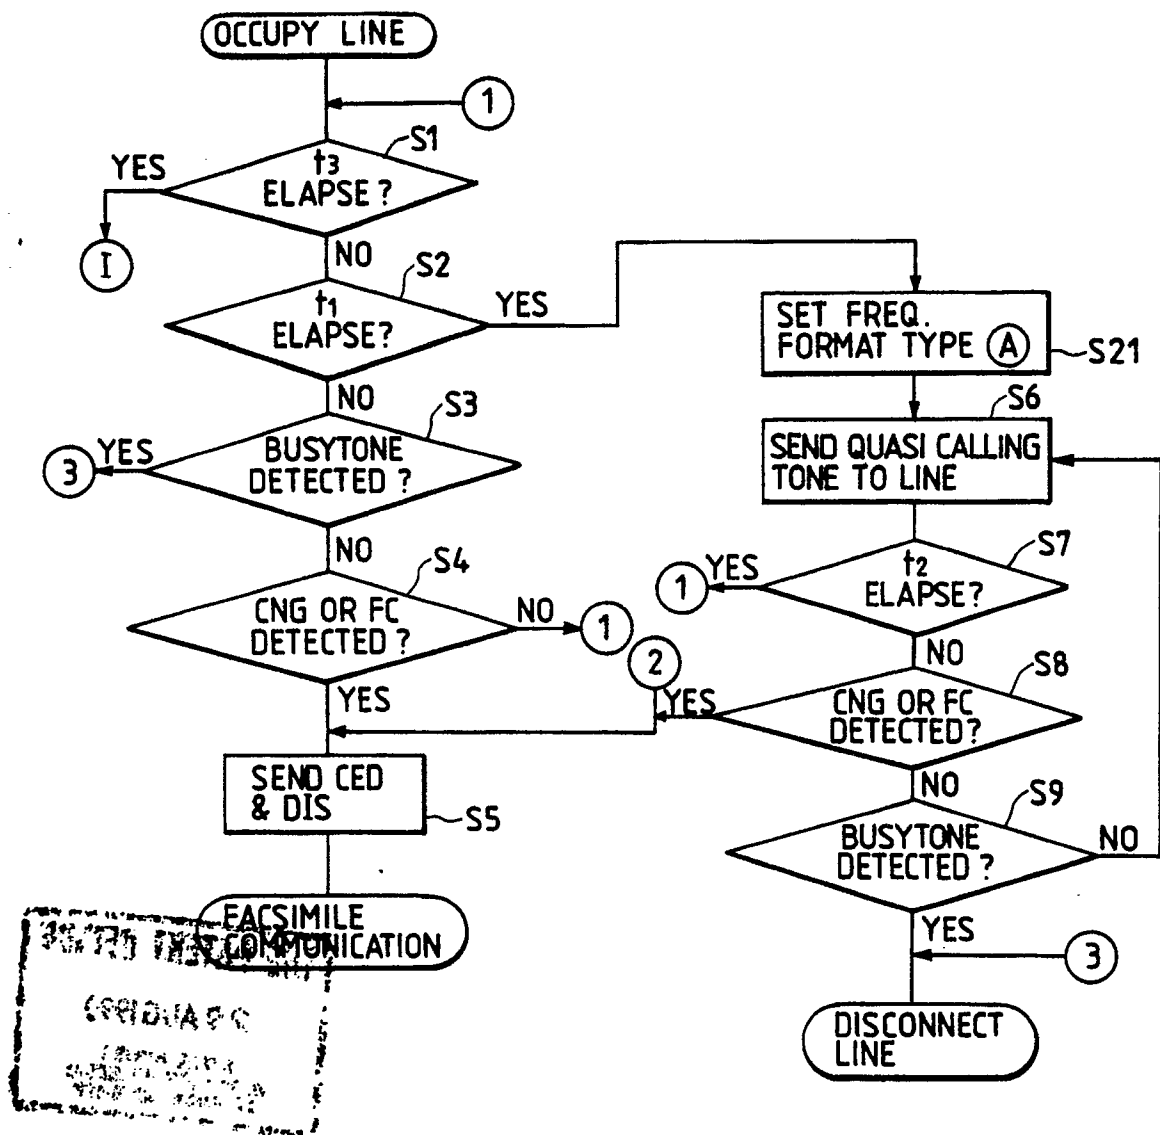 OCCUPY LINE
1
S1
YES
t3
ELAPSE?
NO
I
S2
t1
ELAPSE?
YES
NO
SET FREQ.
FORMAT TYPE A
S21
S3
BUSYTONE
DETECTED?
YES
3
NO
S6
SEND QUASI CALLING
TONE TO LINE
S4
CNG OR FC
DETECTED?
NO
1
YES
S7
t2
ELAPSE?
YES
1
NO
2
S8
CNG OR FC
DETECTED?
YES
NO
SEND CED
& DIS
S5
S9
BUSYTONE
DETECTED?
NO
YES
FACSIMILE
COMMUNICATION
3
DISCONNECT
LINE